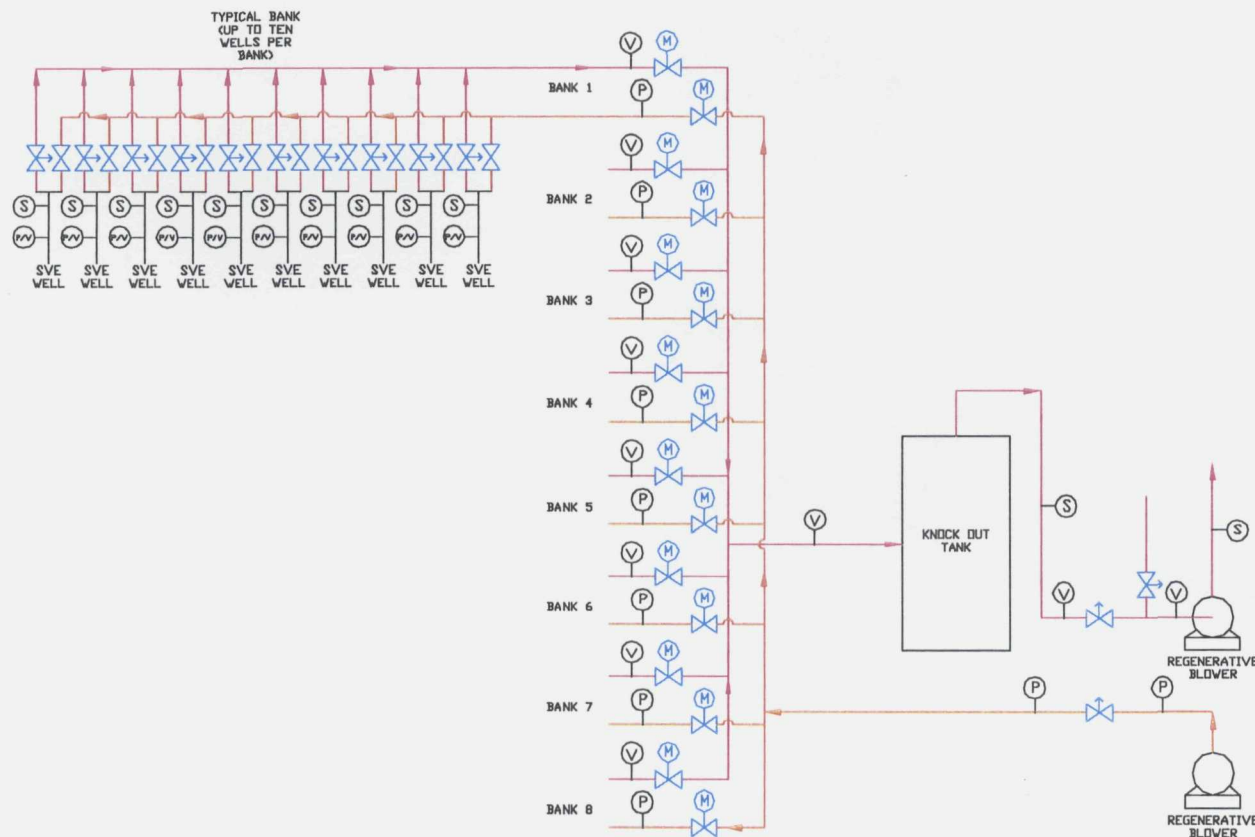 TYPICAL BANK
(UP TO TEN
WELLS PER
BANK)
V M
BANK 1
P M
V M
BANK 2
P M
V M
BANK 3
P M
V M
BANK 4
P M
V M
BANK 5
P M
V M
BANK 6
P M
V M
BANK 7
P M
V M
BANK 8
P M
S S S S S S S S S S
P/V P/V P/V P/V P/V P/V P/V P/V P/V P/V
SVE SVE SVE SVE SVE SVE SVE SVE SVE SVE
WELL WELL WELL WELL WELL WELL WELL WELL WELL WELL
V
KNOCK OUT
TANK
S
S
V V
REGENERATIVE
BLOWER
P P
REGENERATIVE
BLOWER